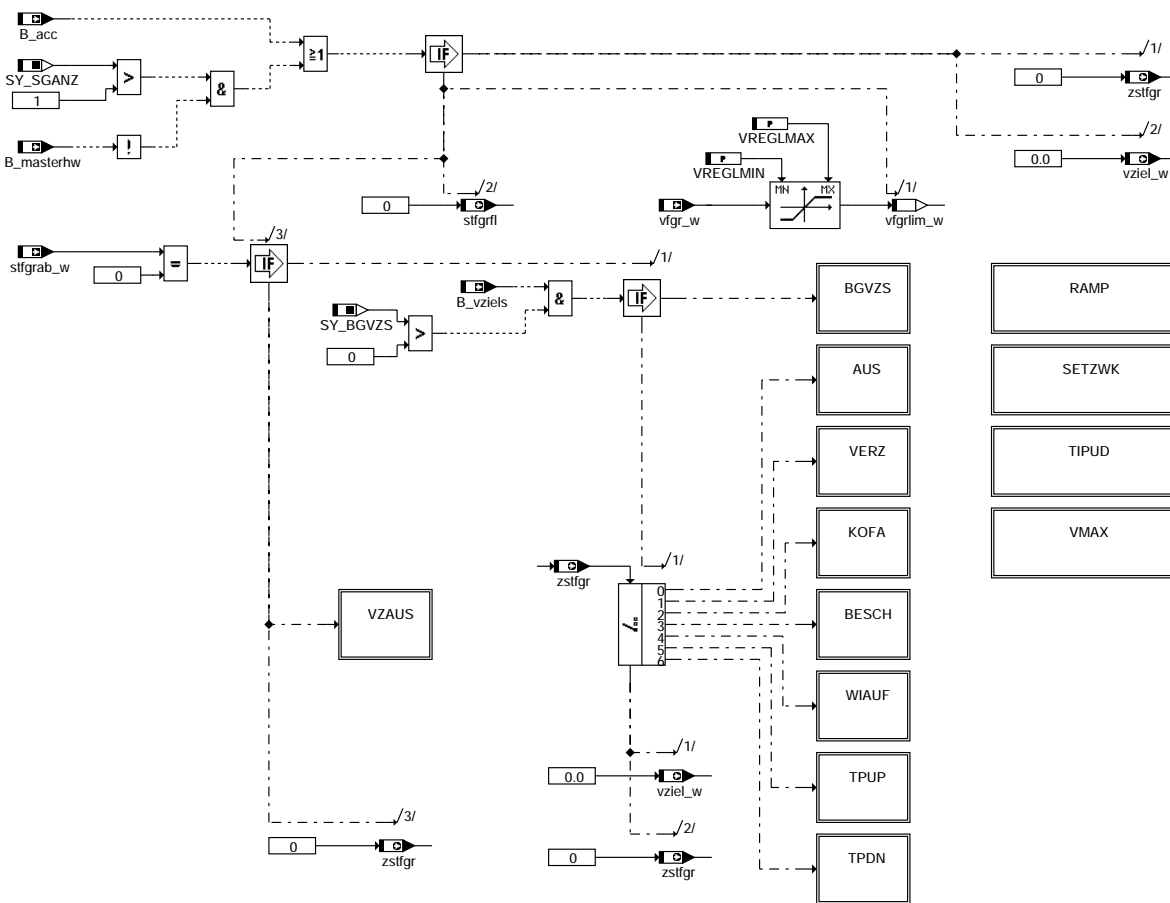 B_acc
≥1
IF
/1/
SY_SGANZ
>
0
zstfgr
1
&
B_masterhw
!
P
VREGLMAX
/2/
P
VREGLMIN
0.0
vziel_w
/2/
MN MX
/1/
0
stfgrfl
vfgr_w
vfgrlim_w
/3/
stfgrab_w
=
IF
/1/
0
B_vziels
&
IF
BGVZS
RAMP
SY_BGVZS
>
0
AUS
SETZWK
VERZ
TIPUD
KOFA
VMAX
/1/
zstfgr
0
1
2
3
4
5
6
VZAUS
BESCH
WIAUF
/1/
0.0
vziel_w
TPUP
/3/
/2/
0
zstfgr
0
zstfgr
TPDN